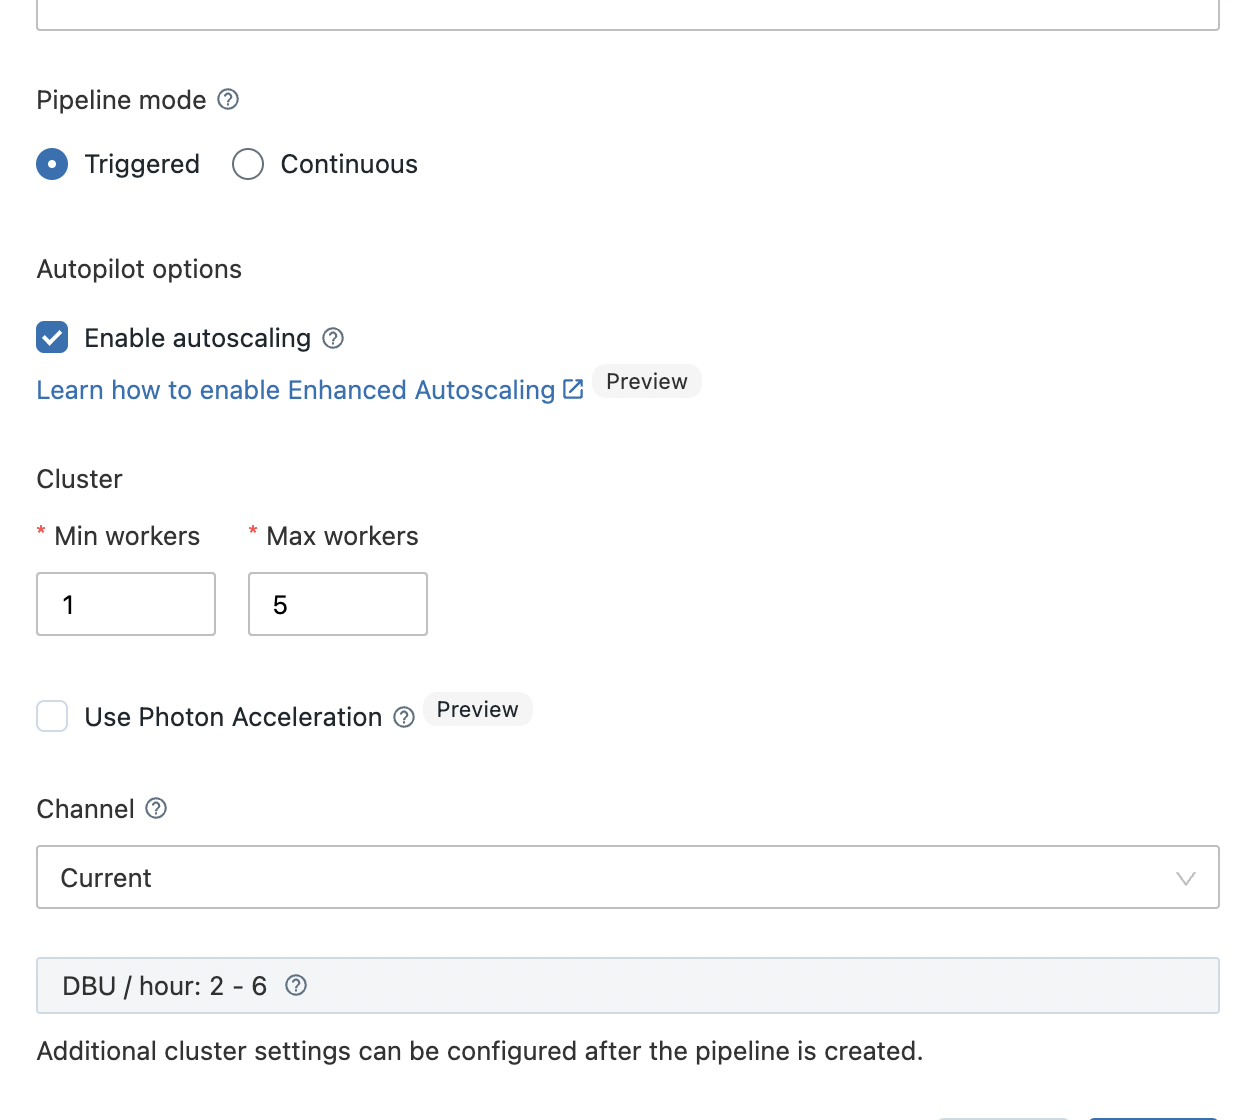 Pipeline mode
Triggered Continuous
Autopilot options
Enable autoscaling
Learn how to enable Enhanced Autoscaling Preview
Cluster
* Min workers * Max workers
1 5
Use Photon Acceleration Preview
Channel
Current
DBU / hour: 2 - 6
Additional cluster settings can be configured after the pipeline is created.